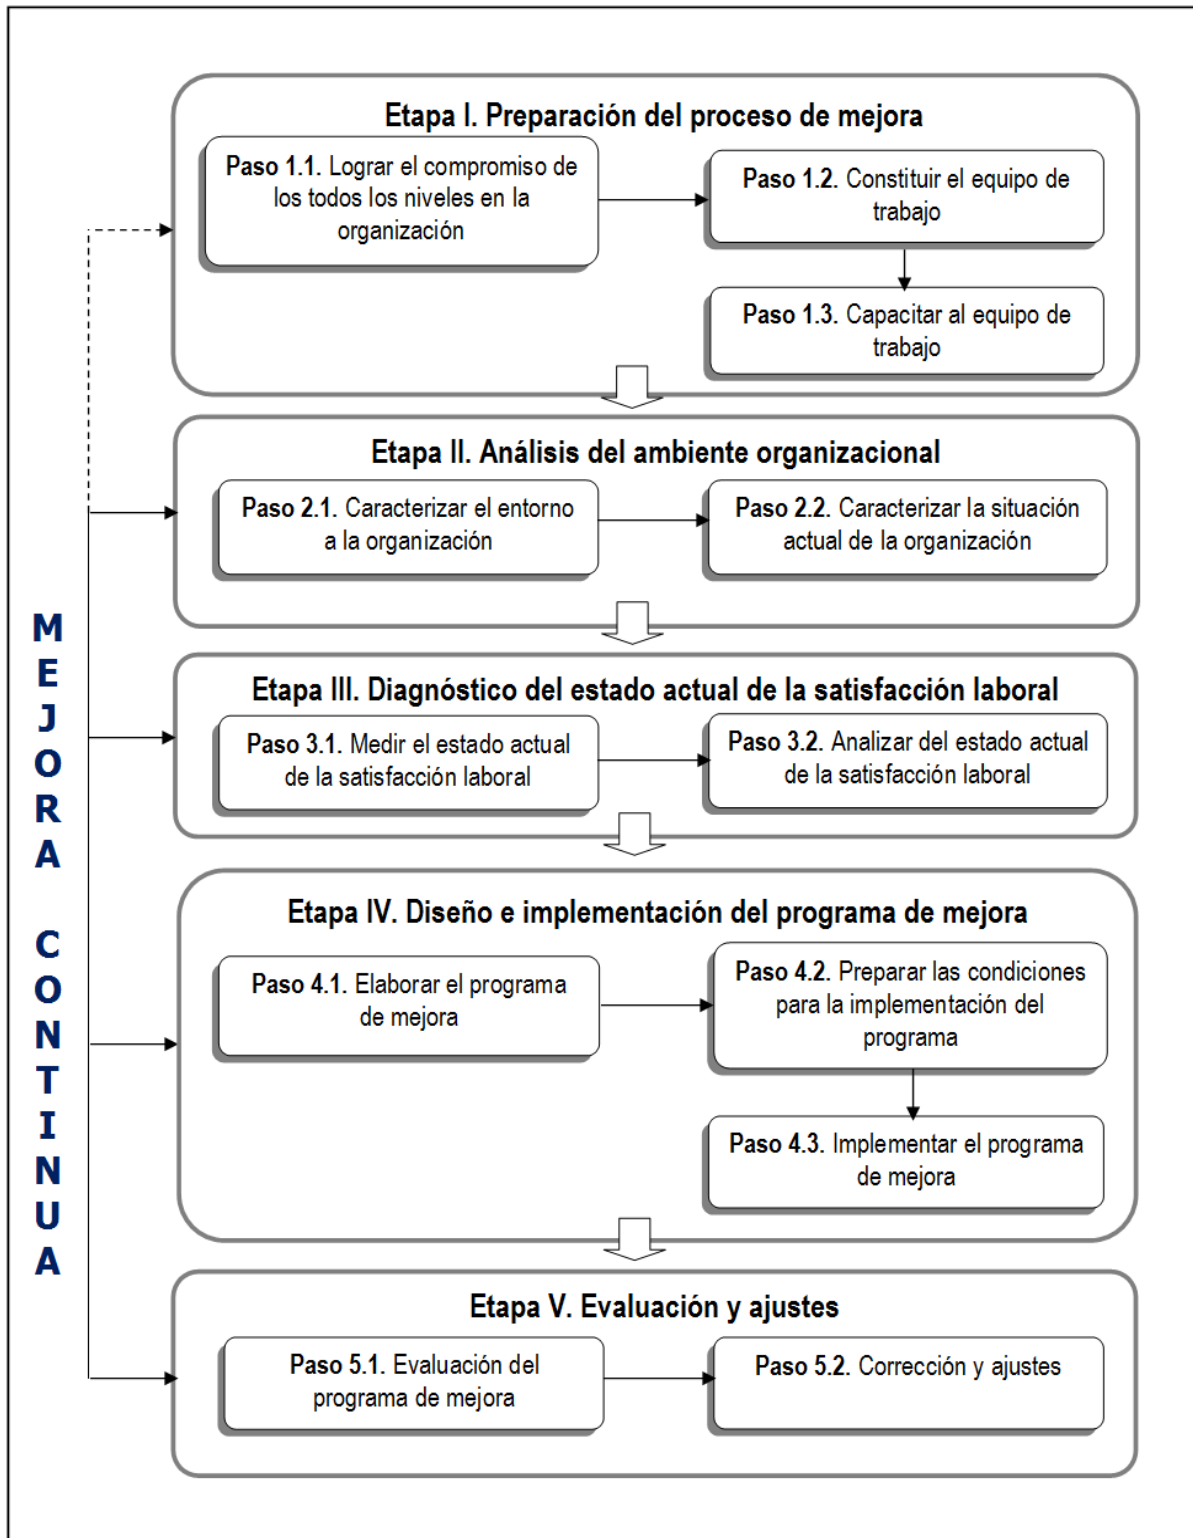 Etapa I. Preparación del proceso de mejora
Paso 1.1. Lograr el compromiso de
los todos los niveles en la
organización
Paso 1.2. Constituir el equipo de
trabajo
Paso 1.3. Capacitar al equipo de
trabajo
Etapa II. Análisis del ambiente organizacional
Paso 2.1. Caracterizar el entorno
a la organización
Paso 2.2. Caracterizar la situación
actual de la organización
Etapa III. Diagnóstico del estado actual de la satisfacción laboral
Paso 3.1. Medir el estado actual
de la satisfacción laboral
Paso 3.2. Analizar del estado actual
de la satisfacción laboral
Etapa IV. Diseño e implementación del programa de mejora
Paso 4.1. Elaborar el programa
de mejora
Paso 4.2. Preparar las condiciones
para la implementación del
programa
Paso 4.3. Implementar el programa
de mejora
Etapa V. Evaluación y ajustes
Paso 5.1. Evaluación del
programa de mejora
Paso 5.2. Corrección y ajustes
MEJORA CONTINUA